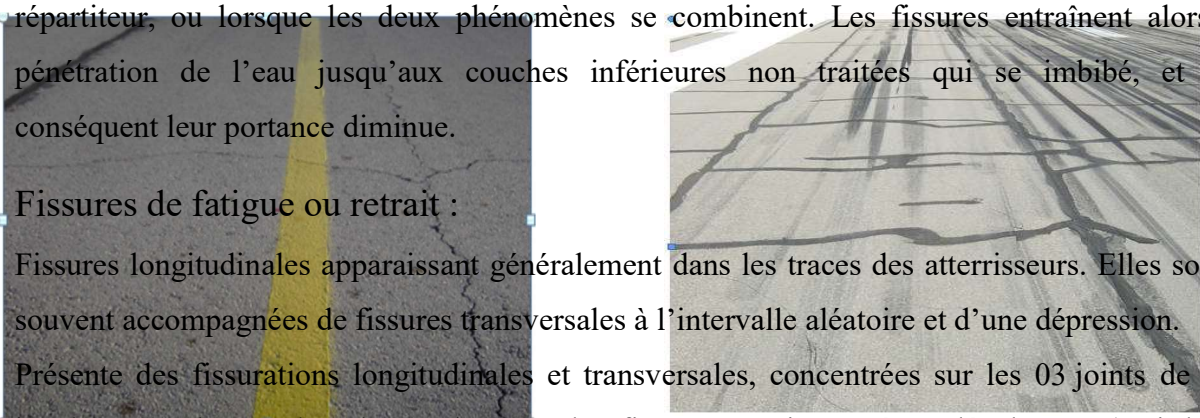 répartiteur, ou lorsque les deux phénomènes se combinent. Les fissures entraînent alors
pénétration de l’eau jusqu’aux couches inférieures non traitées qui se imbibé, et
conséquent leur portance diminue.
Fissures de fatigue ou retrait :
Fissures longitudinales apparaissant généralement dans les traces des atterrisseurs. Elles so
souvent accompagnées de fissures transversales à l’intervalle aléatoire et d’une dépression.
Présente des fissurations longitudinales et transversales, concentrées sur les 03 joints de